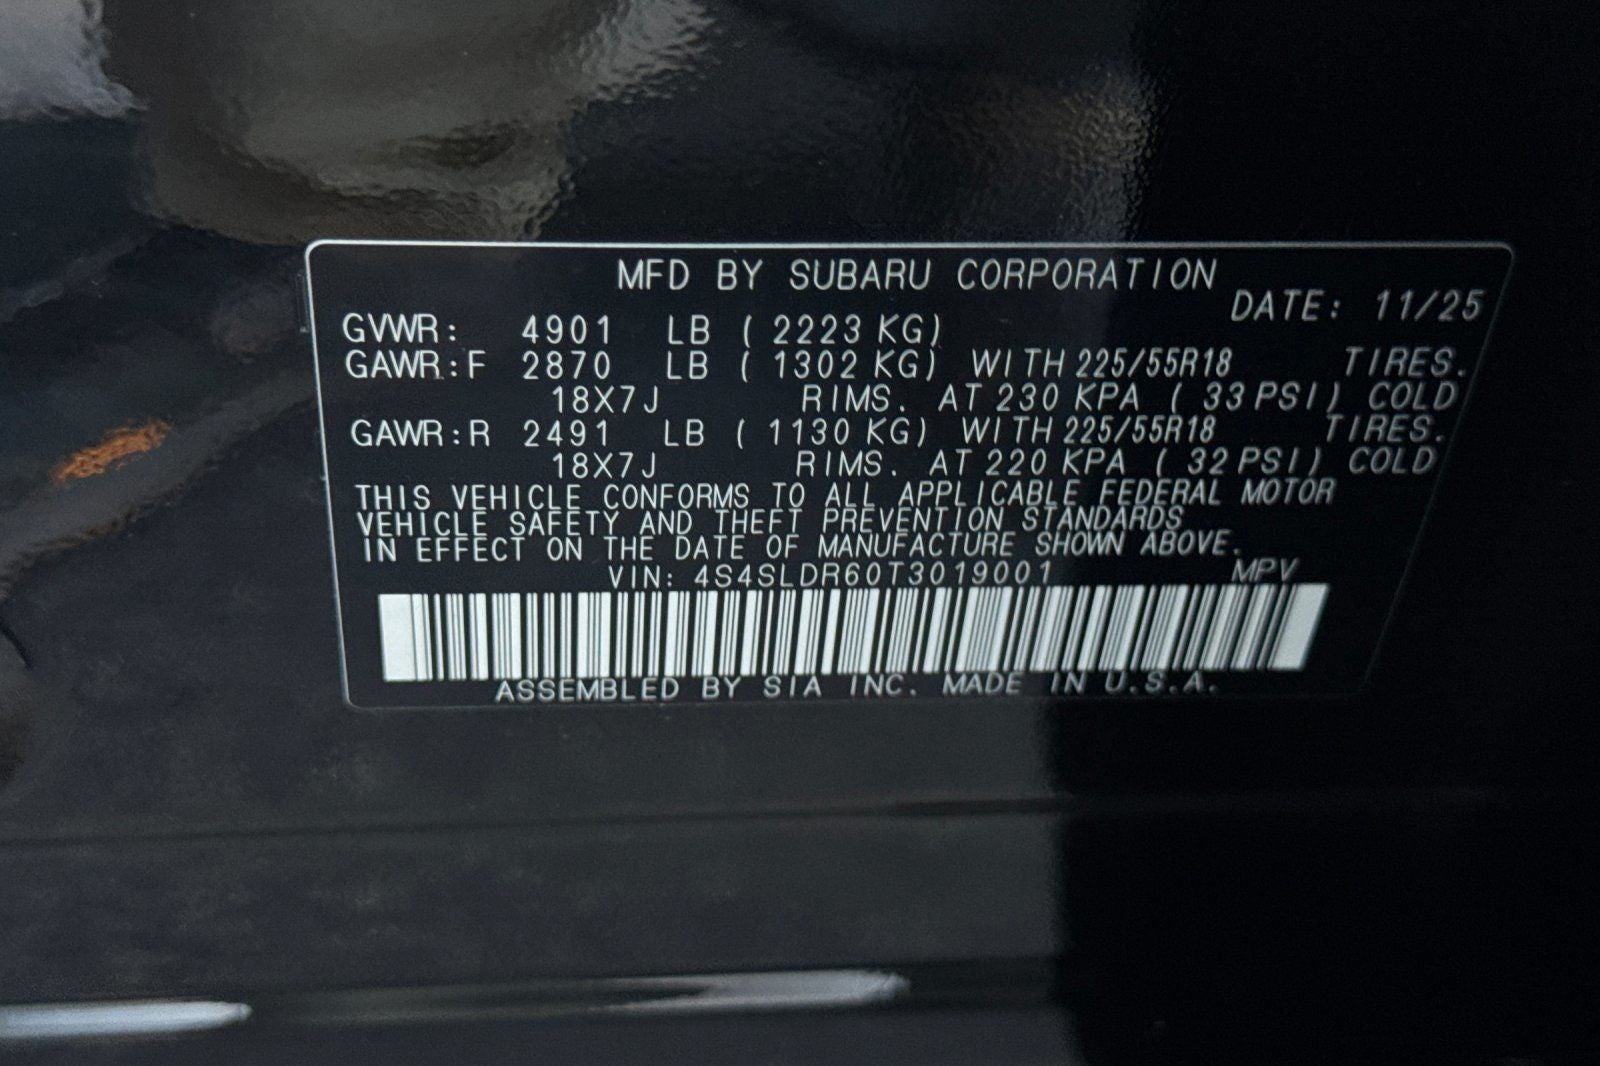 MFD BY SUBARU CORPORATION
DATE: 11/25
GVWR: 4901 LB ( 2223 KG)
GAWR:F 2870 LB ( 1302 KG) WITH 225/55R18 TIRES.
18X7J RIMS. AT 230 KPA ( 33 PSI) COLD
GAWR:R 2491 LB ( 1130 KG) WITH 225/55R18 TIRES.
18X7J RIMS. AT 220 KPA ( 32 PSI) COLD
THIS VEHICLE CONFORMS TO ALL APPLICABLE FEDERAL MOTOR
VEHICLE SAFETY AND THEFT PREVENTION STANDARDS
IN EFFECT ON THE DATE OF MANUFACTURE SHOWN ABOVE.
VIN: 4S4SLDR60T3019001 MPV
ASSEMBLED BY SIA INC. MADE IN U.S.A.